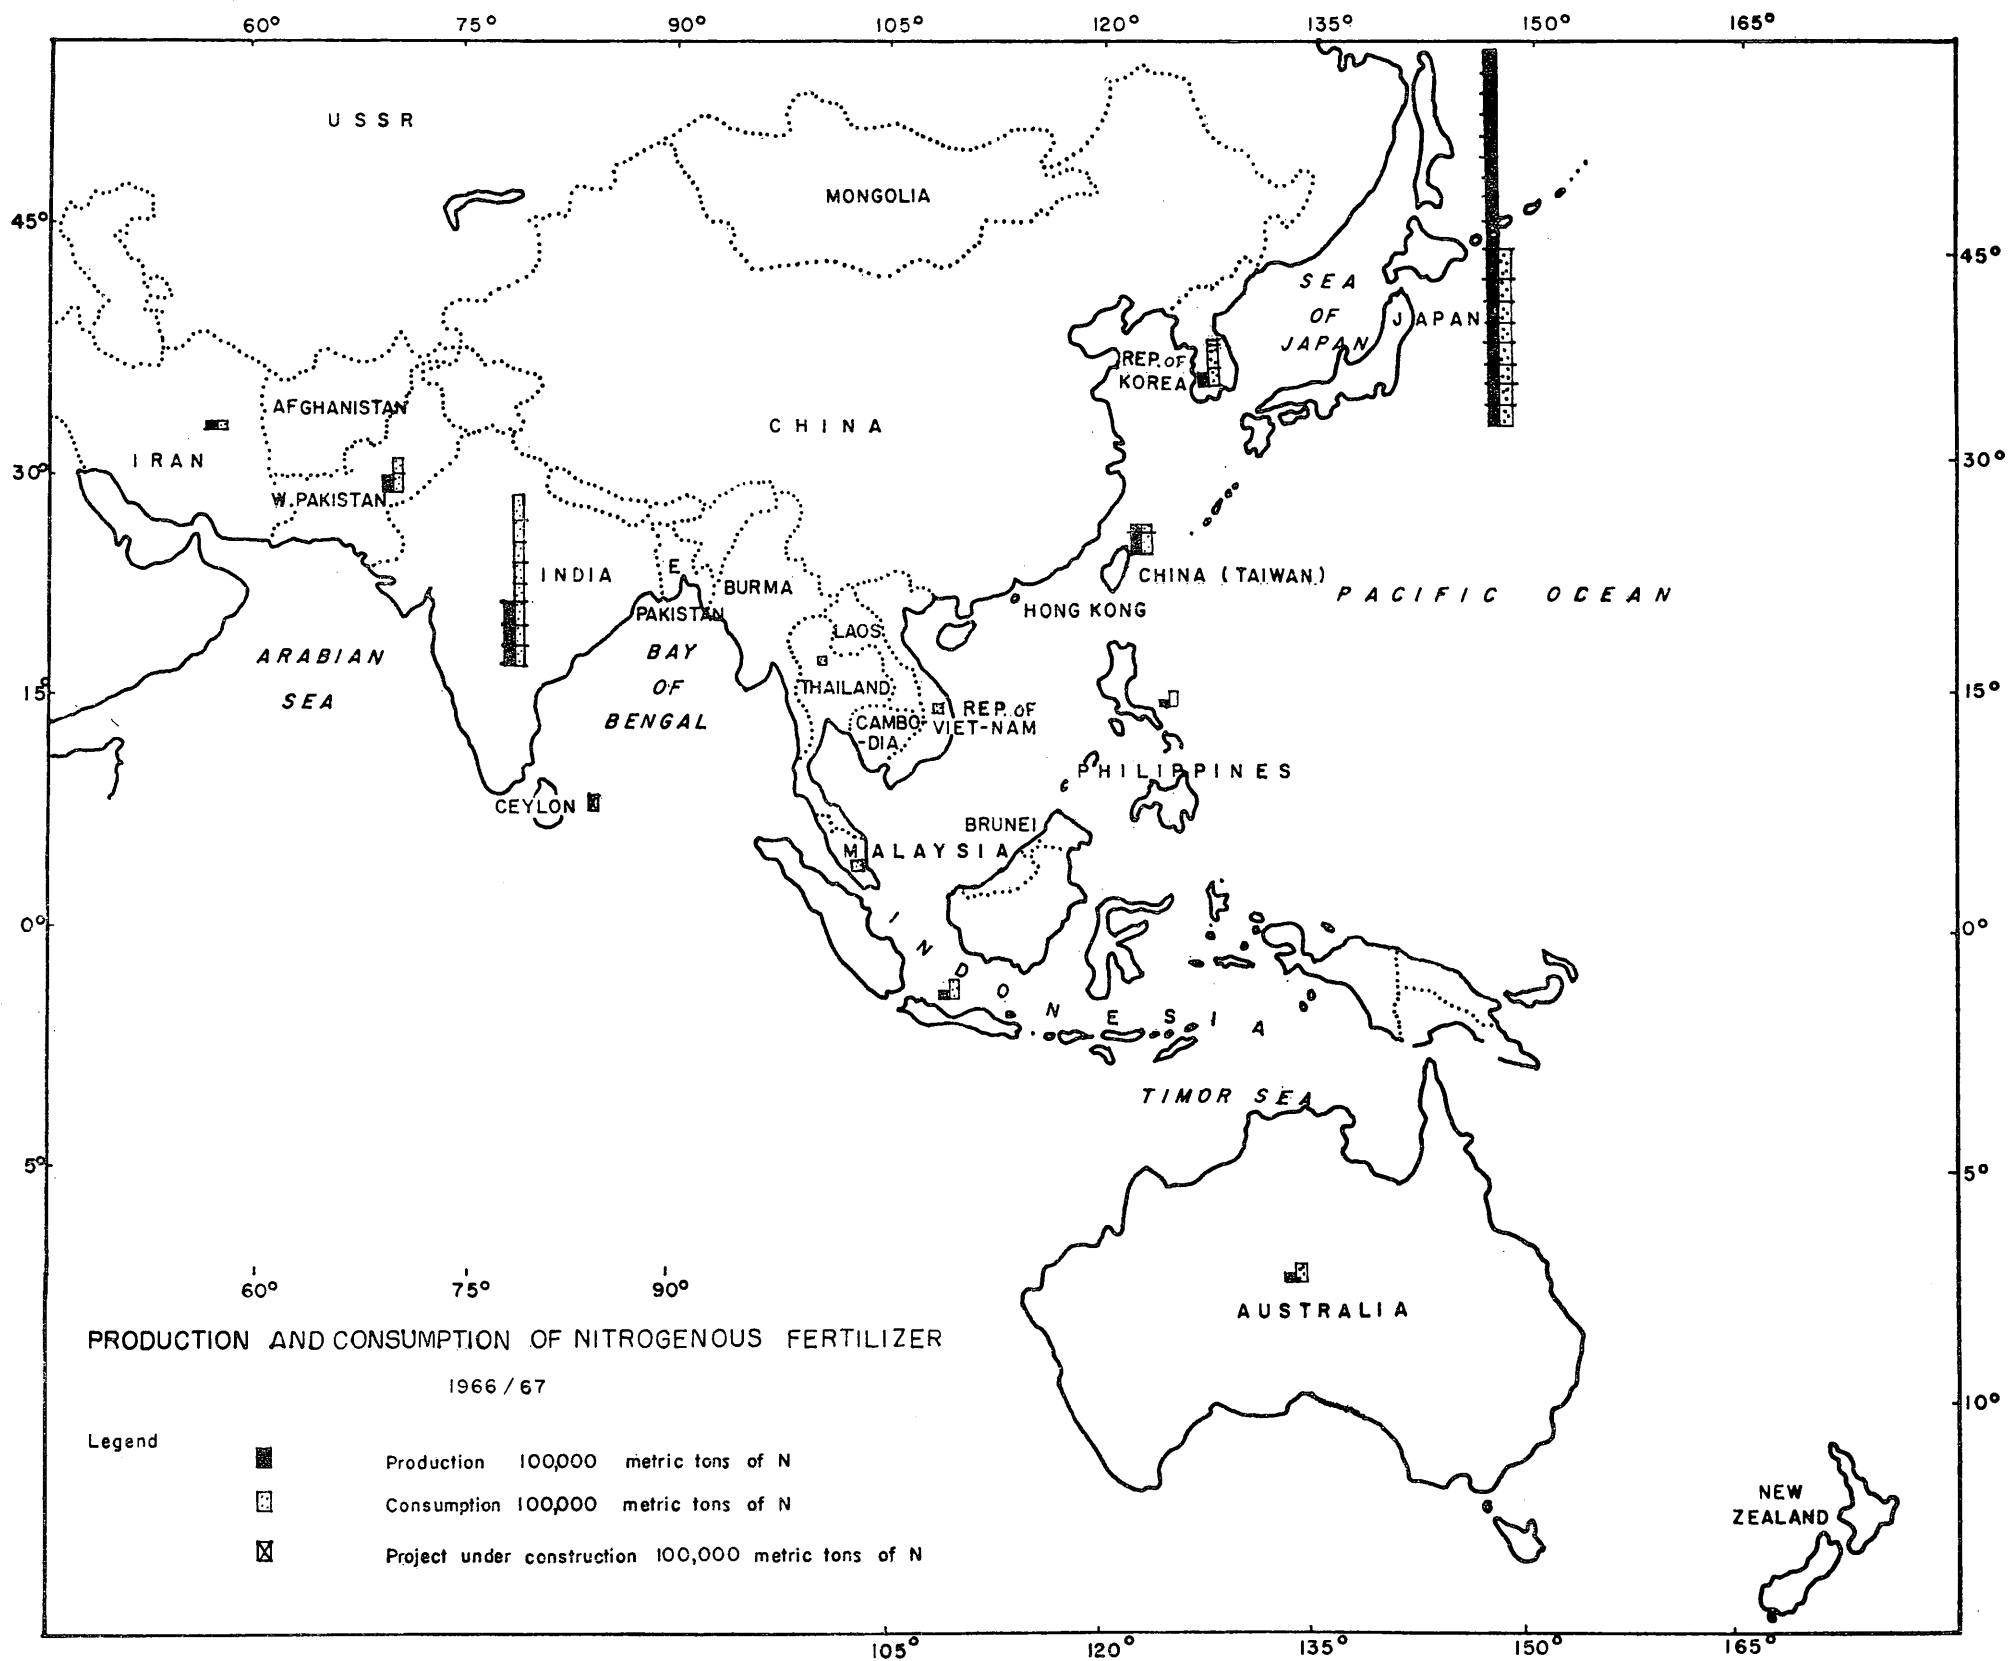 60° 75° 90° 105° 120° 135° 150° 165°
USSR
MONGOLIA
45°
45°
SEA
OF
JAPAN
JAPAN
REP. OF
KOREA
AFGHANISTAN
CHINA
IRAN
30°
30°
W. PAKISTAN
INDIA
E
PAKISTAN
BURMA
CHINA (TAIWAN)
PACIFIC OCEAN
HONG KONG
LAOS
ARABIAN
SEA
BAY
OF
BENGAL
15°
15°
THAILAND
REP. OF
VIET-NAM
CAMBO-
-DIA
PHILIPPINES
CEYLON
BRUNEI
MALAYSIA
0°
0°
INDONESIA
TIMOR SEA
5°
5°
60° 75° 90°
AUSTRALIA
PRODUCTION AND CONSUMPTION OF NITROGENOUS FERTILIZER
1966/67
10°
Legend
Production 100,000 metric tons of N
Consumption 100,000 metric tons of N
Project under construction 100,000 metric tons of N
NEW
ZEALAND
105° 120° 135° 150° 165°